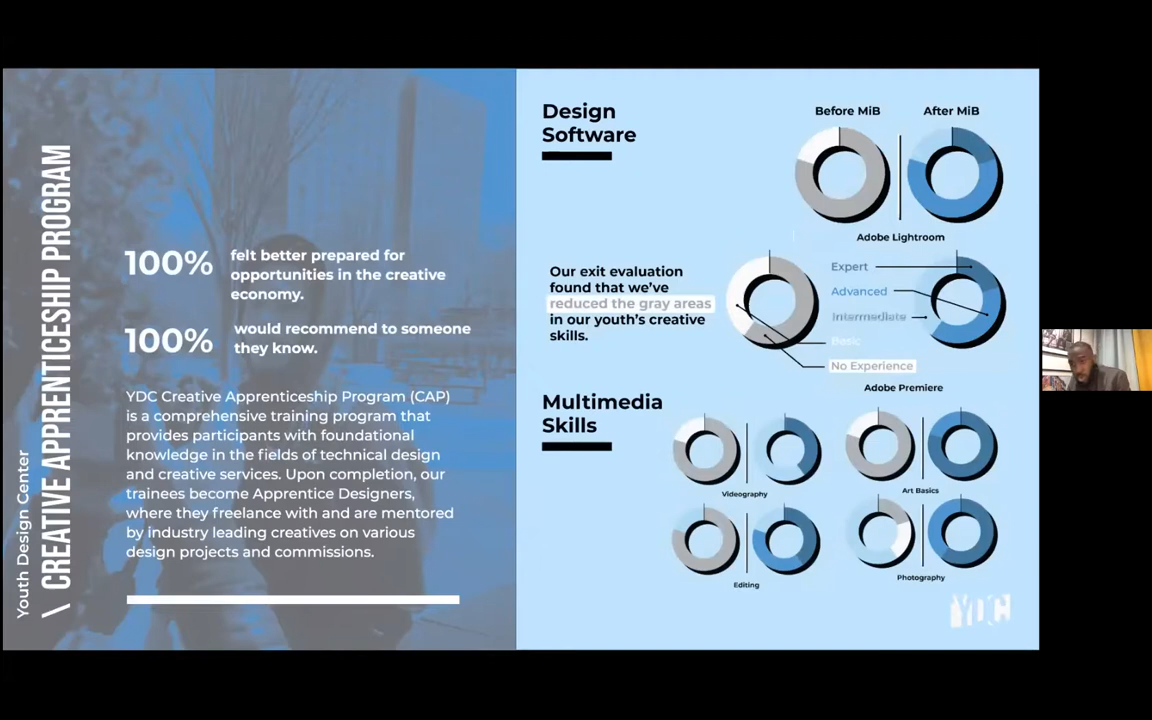 Youth Design Center
\ CREATIVE APPRENTICESHIP PROGRAM
100%
felt better prepared for
opportunities in the creative
economy.
100%
would recommend to someone
they know.
YDC Creative Apprenticeship Program (CAP)
is a comprehensive training program that
provides participants with foundational
knowledge in the fields of technical design
and creative services. Upon completion, our
trainees become Apprentice Designers,
where they freelance with and are mentored
by industry leading creatives on various
design projects and commissions.
Design
Software
Before MiB
After MiB
Adobe Lightroom
Our exit evaluation
found that we've
reduced the gray areas
in our youth's creative
skills.
Expert
Advanced
Intermediate
Basic
No Experience
Adobe Premiere
Multimedia
Skills
Videography
Art Basics
Editing
Photography
YDC